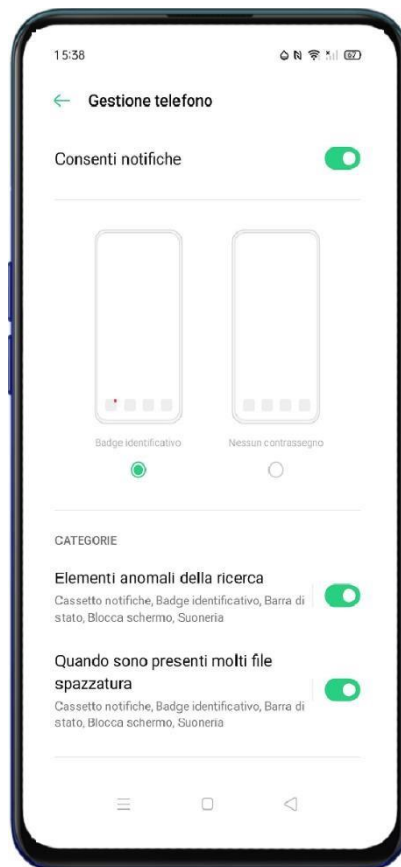 15:38
67
Gestione telefono
Consenti notifiche
Badge identificativo
Nessun contrassegno
CATEGORIE
Elementi anomali della ricerca
Cassetto notifiche, Badge identificativo, Barra di
stato, Blocca schermo, Suoneria
Quando sono presenti molti file
spazzatura
Cassetto notifiche, Badge identificativo, Barra di
stato, Blocca schermo, Suoneria